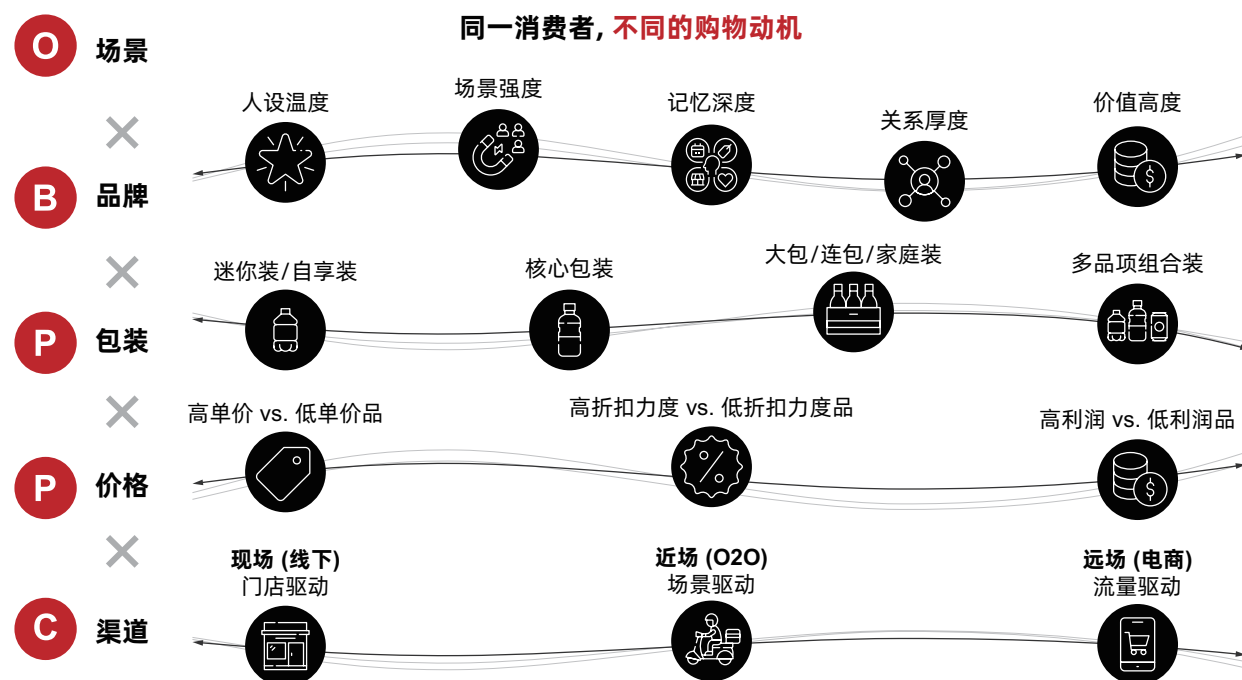 同一消费者, 不同的购物动机
O 场景
人设温度
场景强度
记忆深度
关系厚度
价值高度
×
B 品牌
迷你装/自享装
核心包装
大包/连包/家庭装
多品项组合装
×
P 包装
高单价 vs. 低单价品
高折扣力度 vs. 低折扣力度品
高利润 vs. 低利润品
×
P 价格
现场 (线下)
门店驱动
近场 (O2O)
场景驱动
远场 (电商)
流量驱动
×
C 渠道